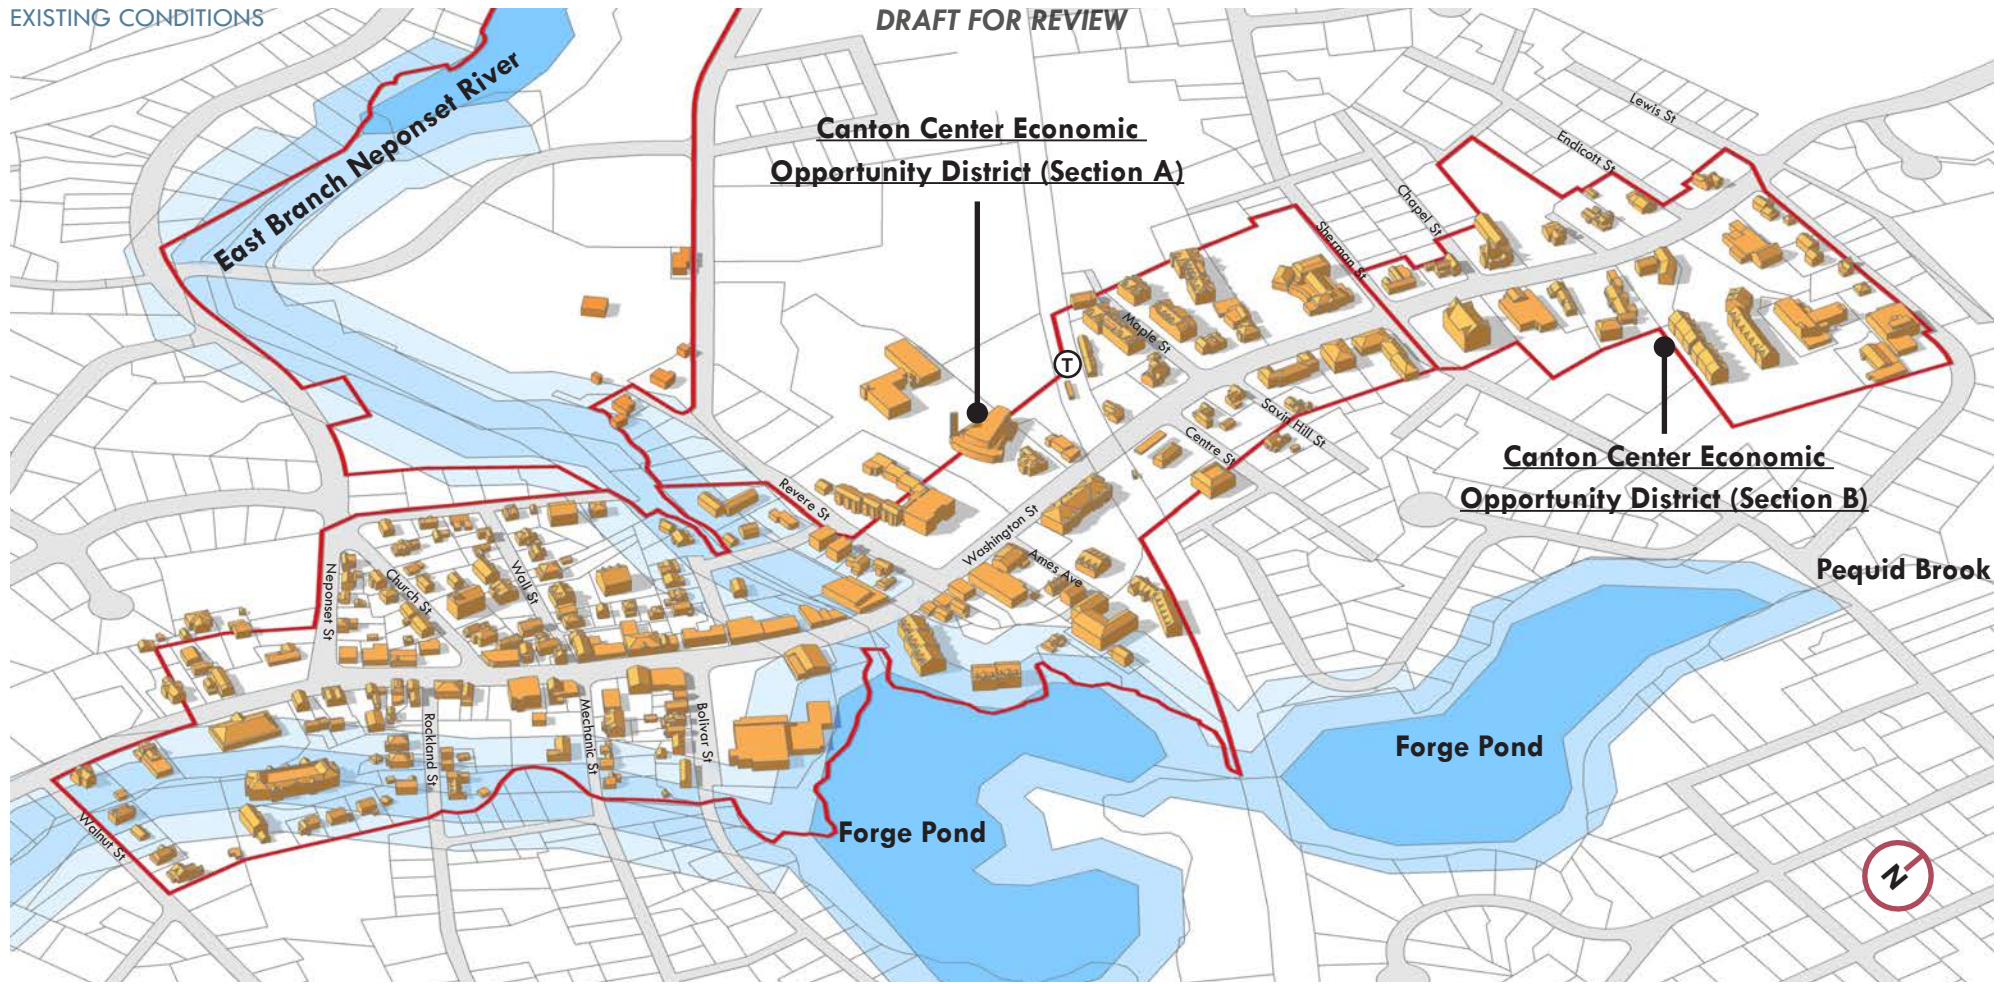 EXISTING CONDITIONS
DRAFT FOR REVIEW
East Branch Neponset River
Canton Center Economic
Opportunity District (Section A)
Lewis St
Endicott St
Chapel St
Sherman St
Maple St
T
Savin Hill St
Centre St
Canton Center Economic
Opportunity District (Section B)
Revere St
Washington St
Ames Ave
Pequid Brook
Neponset St
Church St
Wall St
Rockland St
Mechanic St
Bolivar St
Walnut St
Forge Pond
Forge Pond
N